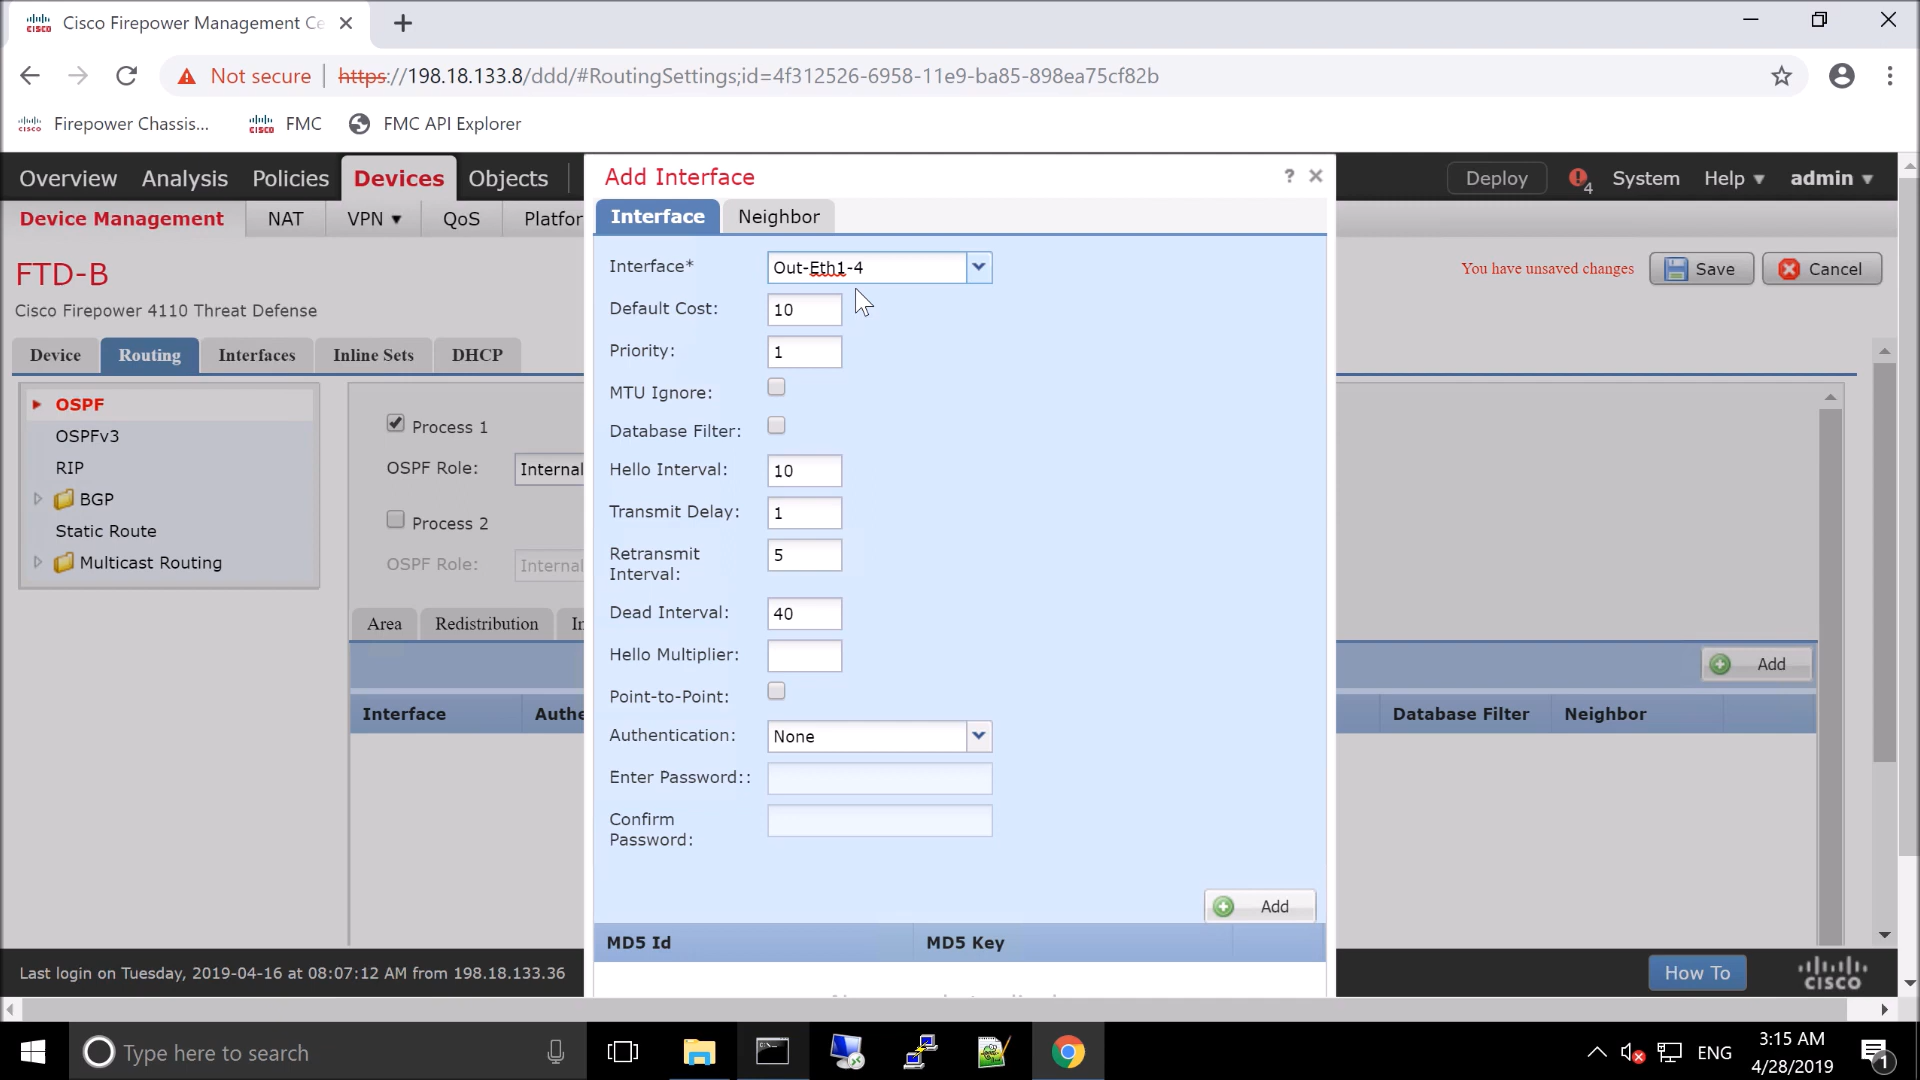 Cisco Firepower Management Ce
Not secure https://198.18.133.8/ddd/#RoutingSettings;id=4f312526-6958-11e9-ba85-898ea75cf82b
Firepower Chassis... CISCO FMC FMC API Explorer
Overview Analysis Policies Devices Objects
Deploy 4 System Help admin
Device Management NAT VPN QoS Platfor
Add Interface ?
Interface Neighbor
FTD-B
Cisco Firepower 4110 Threat Defense
You have unsaved changes Save Cancel
Device Routing Interfaces Inline Sets DHCP
OSPF
OSPFv3
RIP
BGP
Static Route
Multicast Routing
Process 1
OSPF Role: Internal
Process 2
OSPF Role: Internal
Area Redistribution In
Add
Interface Authe
Database Filter Neighbor
Interface* Out-Eth1-4
Default Cost: 10
Priority: 1
MTU Ignore:
Database Filter:
Hello Interval: 10
Transmit Delay: 1
Retransmit
Interval: 5
Dead Interval: 40
Hello Multiplier:
Point-to-Point:
Authentication: None
Enter Password::
Confirm
Password:
Add
MD5 Id MD5 Key
Last login on Tuesday, 2019-04-16 at 08:07:12 AM from 198.18.133.36
How To
CISCO
Type here to search
ENG
3:15 AM
4/28/2019
1